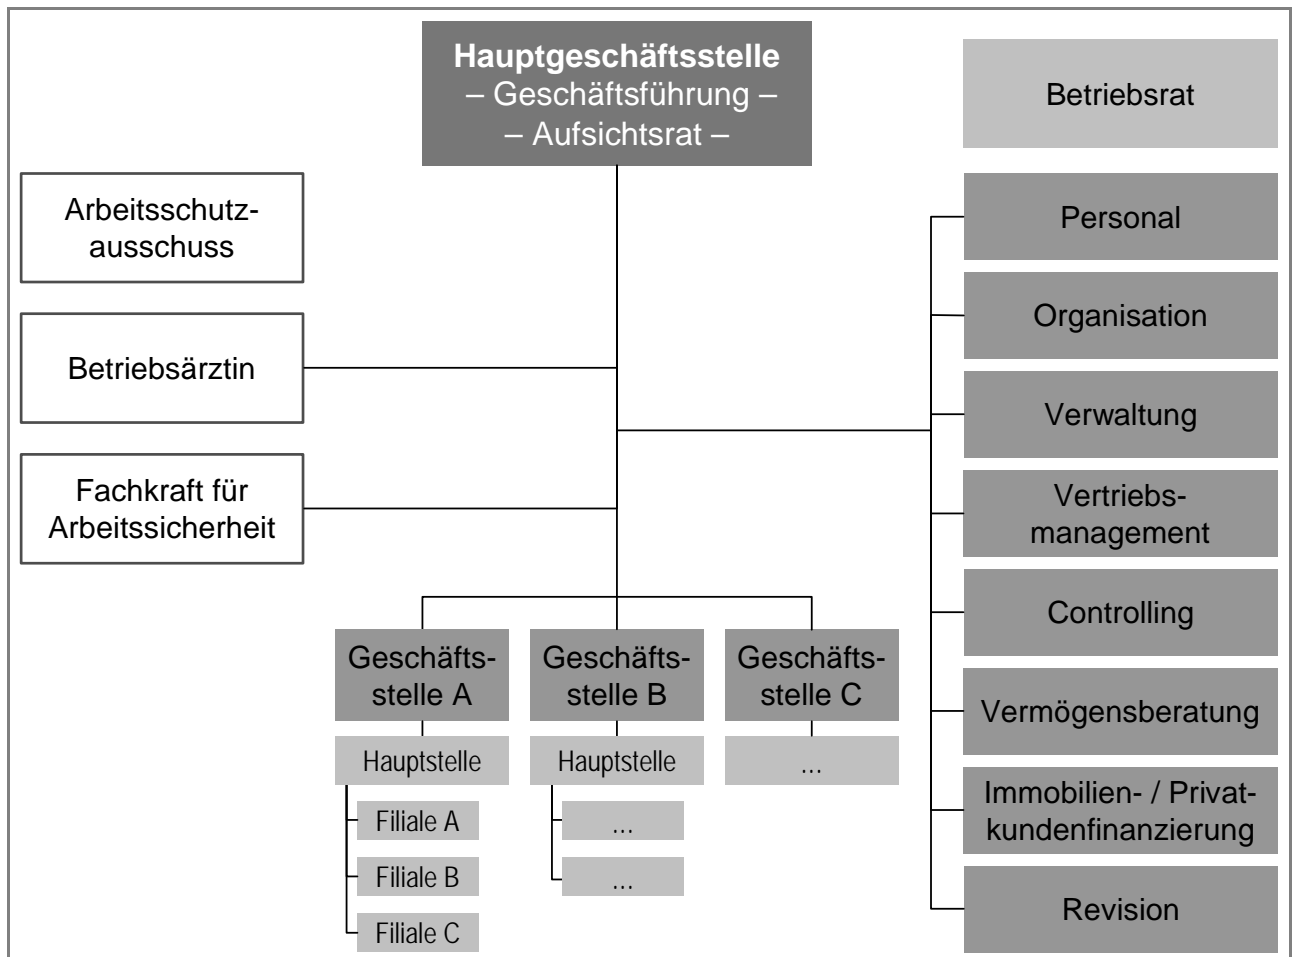 Hauptgeschäftsstelle
– Geschäftsführung –
– Aufsichtsrat –
Betriebsrat
Arbeitsschutz-
ausschuss
Betriebsärztin
Fachkraft für
Arbeitssicherheit
Personal
Organisation
Verwaltung
Vertriebs-
management
Controlling
Vermögensberatung
Immobilien- / Privat-
kundenfinanzierung
Revision
Geschäfts-
stelle A
Hauptstelle
Filiale A
Filiale B
Filiale C
Geschäfts-
stelle B
Hauptstelle
...
...
Geschäfts-
stelle C
...